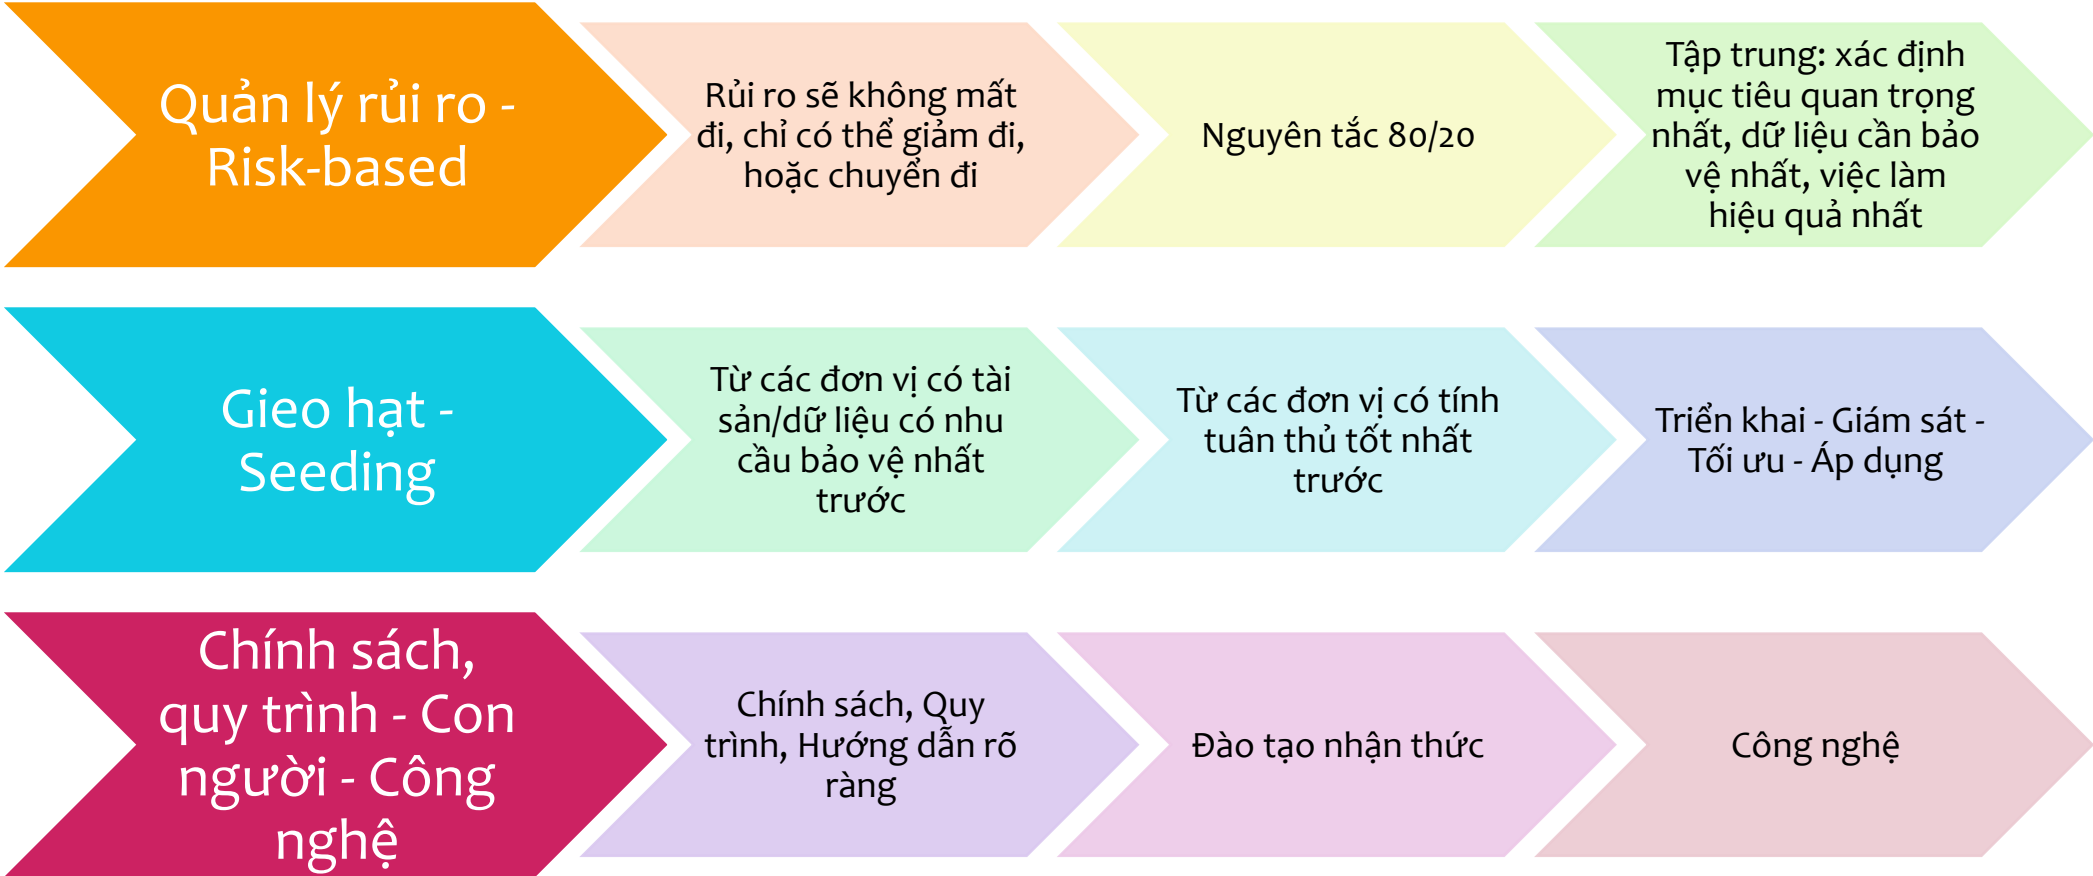 Quản lý rủi ro -
Risk-based
Rủi ro sẽ không mất
đi, chỉ có thể giảm đi,
hoặc chuyển đi
Nguyên tắc 80/20
Tập trung: xác định
mục tiêu quan trọng
nhất, dữ liệu cần bảo
vệ nhất, việc làm
hiệu quả nhất
Gieo hạt -
Seeding
Từ các đơn vị có tài
sản/dữ liệu có nhu
cầu bảo vệ nhất
trước
Từ các đơn vị có tính
tuân thủ tốt nhất
trước
Triển khai - Giám sát -
Tối ưu - Áp dụng
Chính sách,
quy trình - Con
người - Công
nghệ
Chính sách, Quy
trình, Hướng dẫn rõ
ràng
Đào tạo nhận thức
Công nghệ